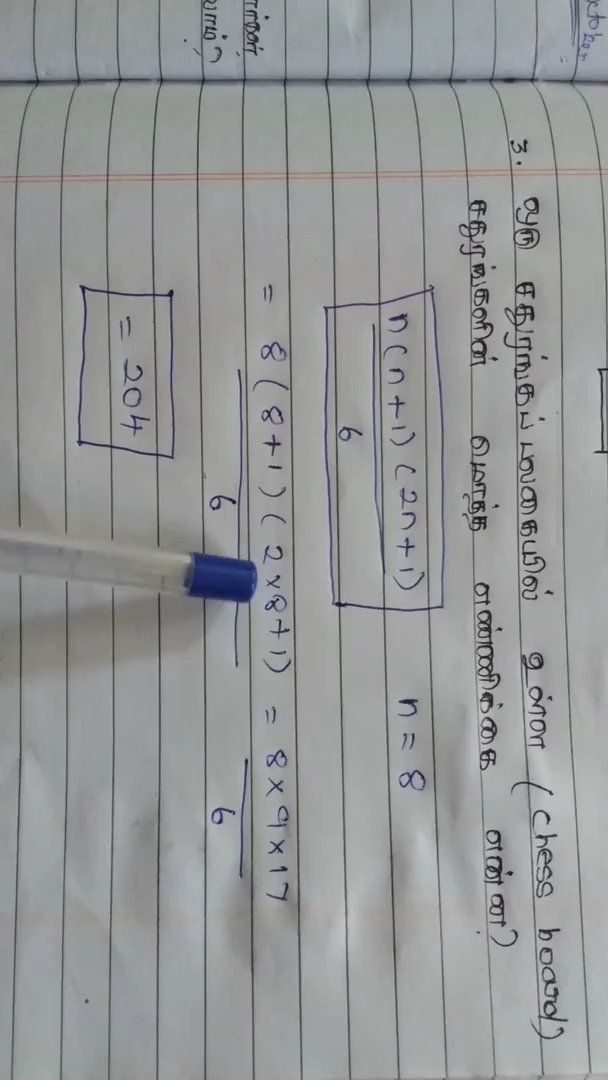 3. ஒரு சதுரங்கப் பலகையில் உள்ள (chess board)
சதுரங்களின் மொத்த எண்ணிக்கை என்ன?
n(n+1)(2n+1) n = 8
6
= 8(8+1)(2×8+1) = 8×9×17
6 6
= 204